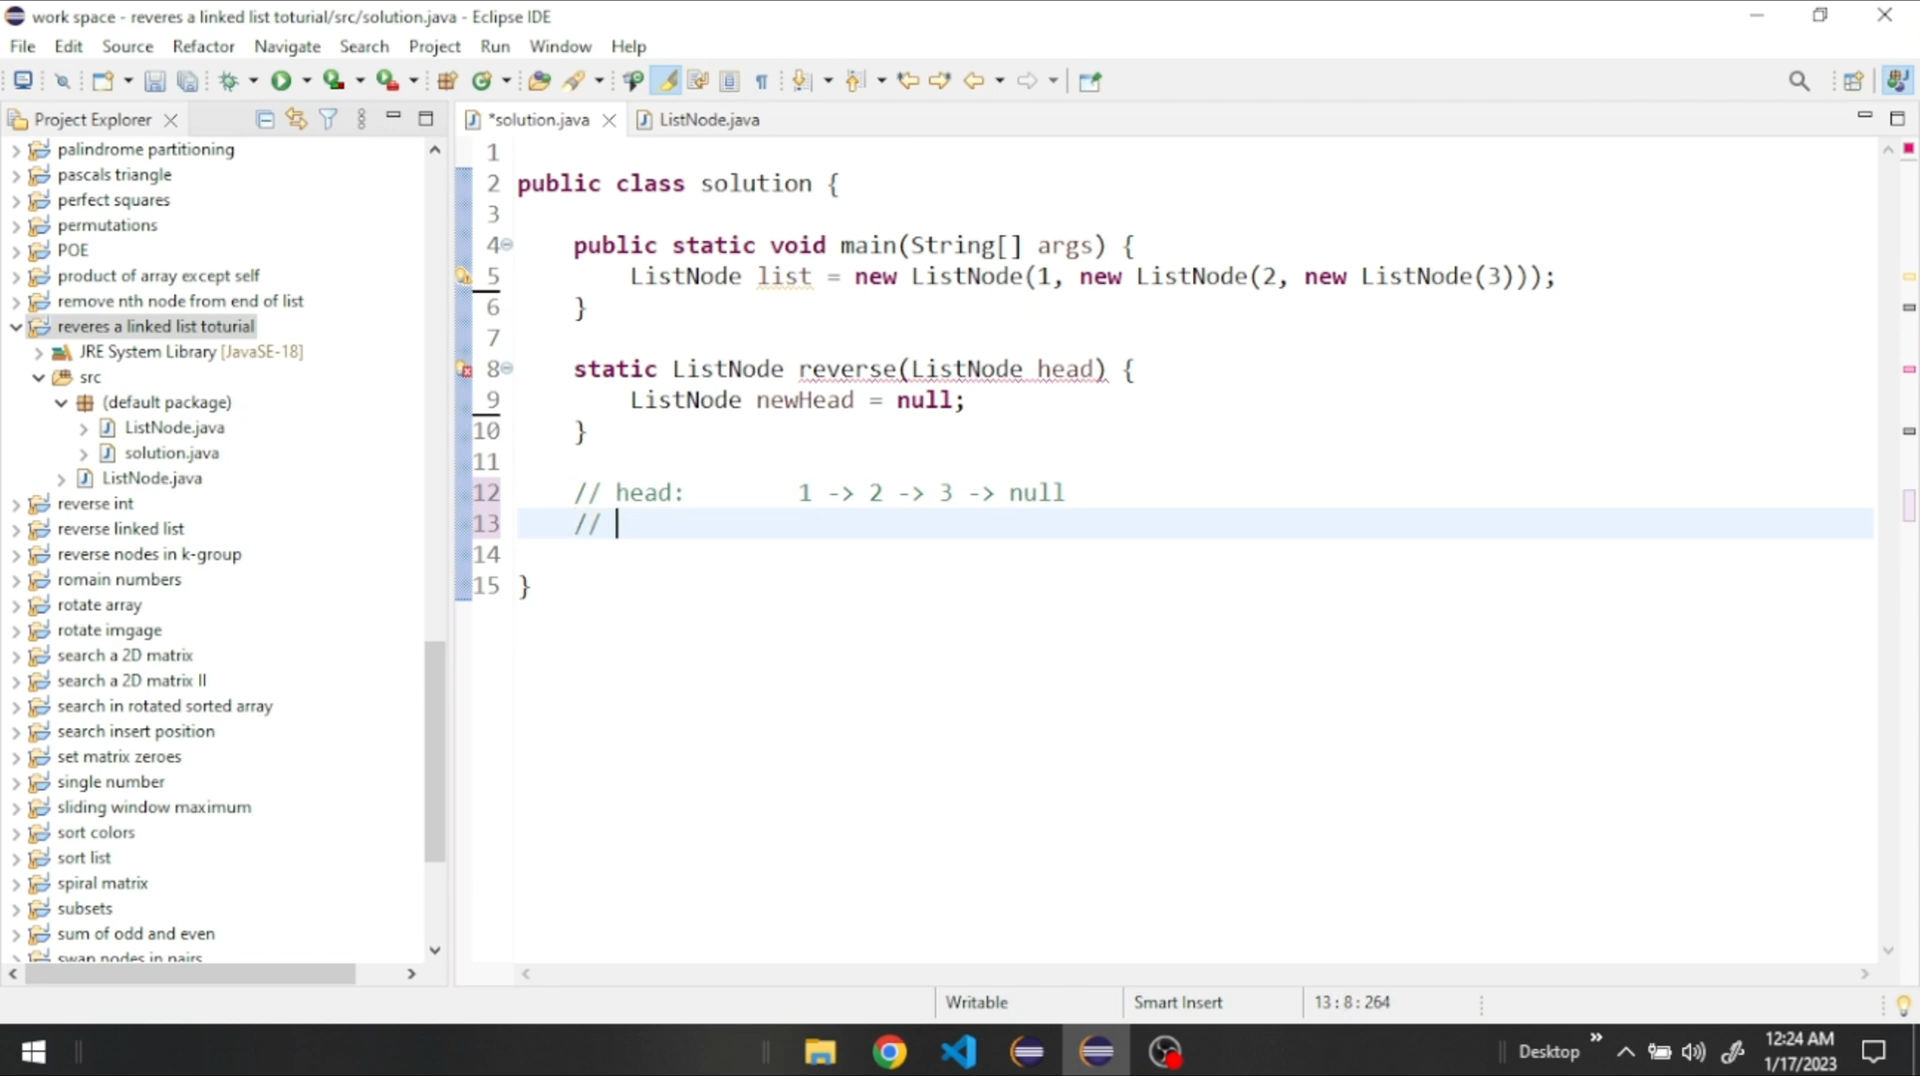 work space - reveres a linked list toturial/src/solution.java - Eclipse IDE
File Edit Source Refactor Navigate Search Project Run Window Help
Project Explorer
palindrome partitioning
pascals triangle
perfect squares
permutations
POE
product of array except self
remove nth node from end of list
reveres a linked list toturial
JRE System Library [JavaSE-18]
src
(default package)
ListNode.java
solution.java
ListNode.java
reverse int
reverse linked list
reverse nodes in k-group
romain numbers
rotate array
rotate imgage
search a 2D matrix
search a 2D matrix II
search in rotated sorted array
search insert position
set matrix zeroes
single number
sliding window maximum
sort colors
sort list
spiral matrix
subsets
sum of odd and even
swap nodes in pairs
*solution.java ListNode.java
1
2 public class solution {
3
4 public static void main(String[] args) {
5 ListNode list = new ListNode(1, new ListNode(2, new ListNode(3)));
6 }
7
8 static ListNode reverse(ListNode head) {
9 ListNode newHead = null;
10 }
11
12 // head: 1 -> 2 -> 3 -> null
13 //
14
15 }
Writable Smart Insert 13 : 8 : 264
Desktop
12:24 AM
1/17/2023